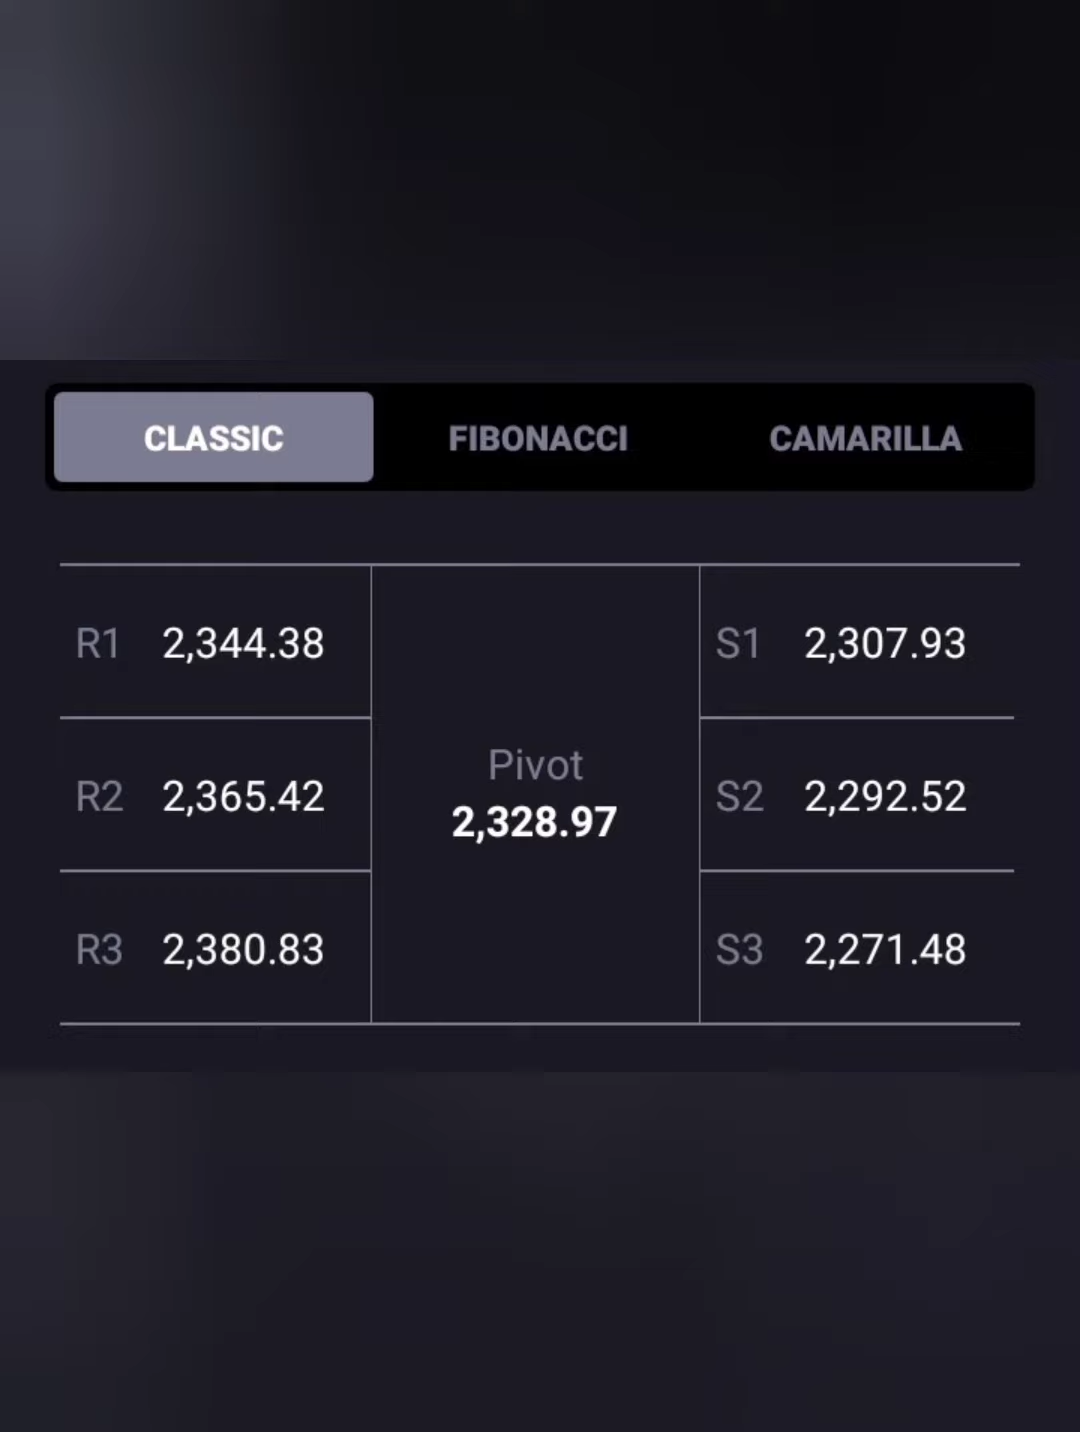 CLASSIC FIBONACCI CAMARILLA
R1 2,344.38 S1 2,307.93
Pivot
R2 2,365.42 S2 2,292.52
2,328.97
R3 2,380.83 S3 2,271.48